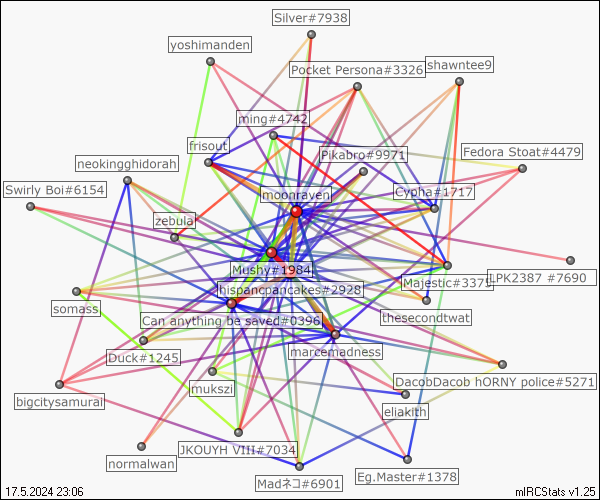 Silver#7938
yoshimanden
Pocket Persona#3326
shawntee9
ming#4742
frisout
Pikabro#9971
Fedora Stoat#4479
neokingghidorah
moonraven
Cypha#1717
Swirly Boi#6154
zebula
Mushy#1984
JLPK2387 #7690
Majestic#3375
hispanicpancakes#2928
somass
thesecondtwat
Can anything be saved#0396
Duck#1245
marcemadness
DacobDacob hORNY police#5271
mukszi
bigcitysamurai
eliakith
JKOUYH VIII#7034
normalwan
Eg.Master#1378
Madネコ#6901
17.5.2024 23:06
mIRCStats v1.25